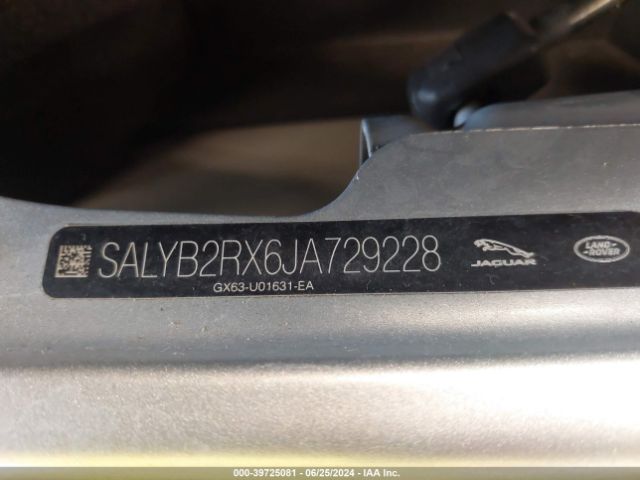 SALYB2RX6JA729228
GX63-U01631-EA
JAGUAR
LAND-
-ROVER
000-39725081 - 06/25/2024 - IAA Inc.